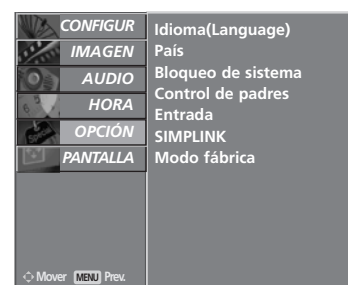 CONFIGUR
IMAGEN
AUDIO
HORA
OPCIÓN
PANTALLA
Idioma(Language)
País
Bloqueo de sistema
Control de padres
Entrada
SIMPLINK
Modo fábrica
Mover MENU Prev.